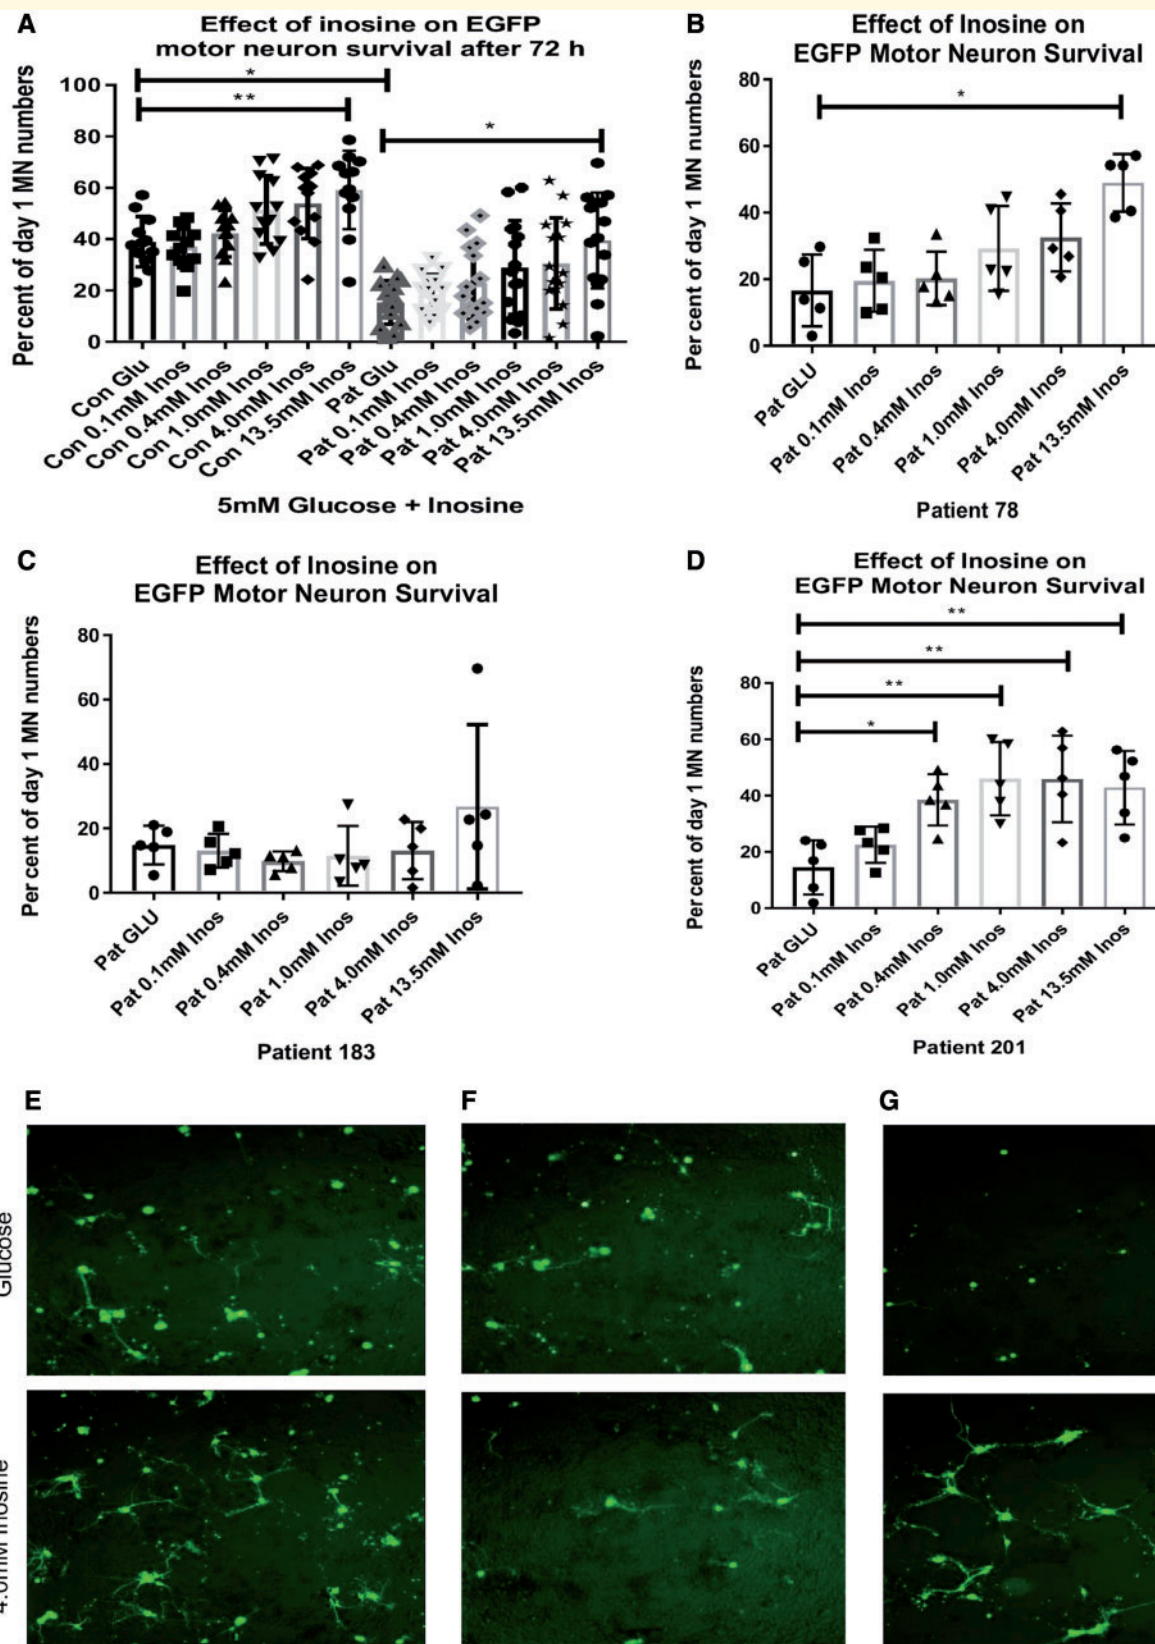 A
Effect of inosine on EGFP
motor neuron survival after 72 h
Per cent of day 1 MN numbers
100
80
60
40
20
0
*
**
*
Con Glu
Con 0.1mM Inos
Con 0.4mM Inos
Con 1.0mM Inos
Con 4.0mM Inos
Con 13.5mM Inos
Pat Glu
Pat 0.1mM Inos
Pat 0.4mM Inos
Pat 1.0mM Inos
Pat 4.0mM Inos
Pat 13.5mM Inos
5mM Glucose + Inosine
B
Effect of Inosine on
EGFP Motor Neuron Survival
Per cent of day 1 MN numbers
80
60
40
20
0
*
Pat GLU
Pat 0.1mM Inos
Pat 0.4mM Inos
Pat 1.0mM Inos
Pat 4.0mM Inos
Pat 13.5mM Inos
Patient 78
C
Effect of Inosine on
EGFP Motor Neuron Survival
Per cent of day 1 MN numbers
80
60
40
20
0
Pat GLU
Pat 0.1mM Inos
Pat 0.4mM Inos
Pat 1.0mM Inos
Pat 4.0mM Inos
Pat 13.5mM Inos
Patient 183
D
Effect of Inosine on
EGFP Motor Neuron Survival
Per cent of day 1 MN numbers
80
60
40
20
0
**
**
**
*
Pat GLU
Pat 0.1mM Inos
Pat 0.4mM Inos
Pat 1.0mM Inos
Pat 4.0mM Inos
Pat 13.5mM Inos
Patient 201
E
F
G
Glucose
4.0mM Inosine